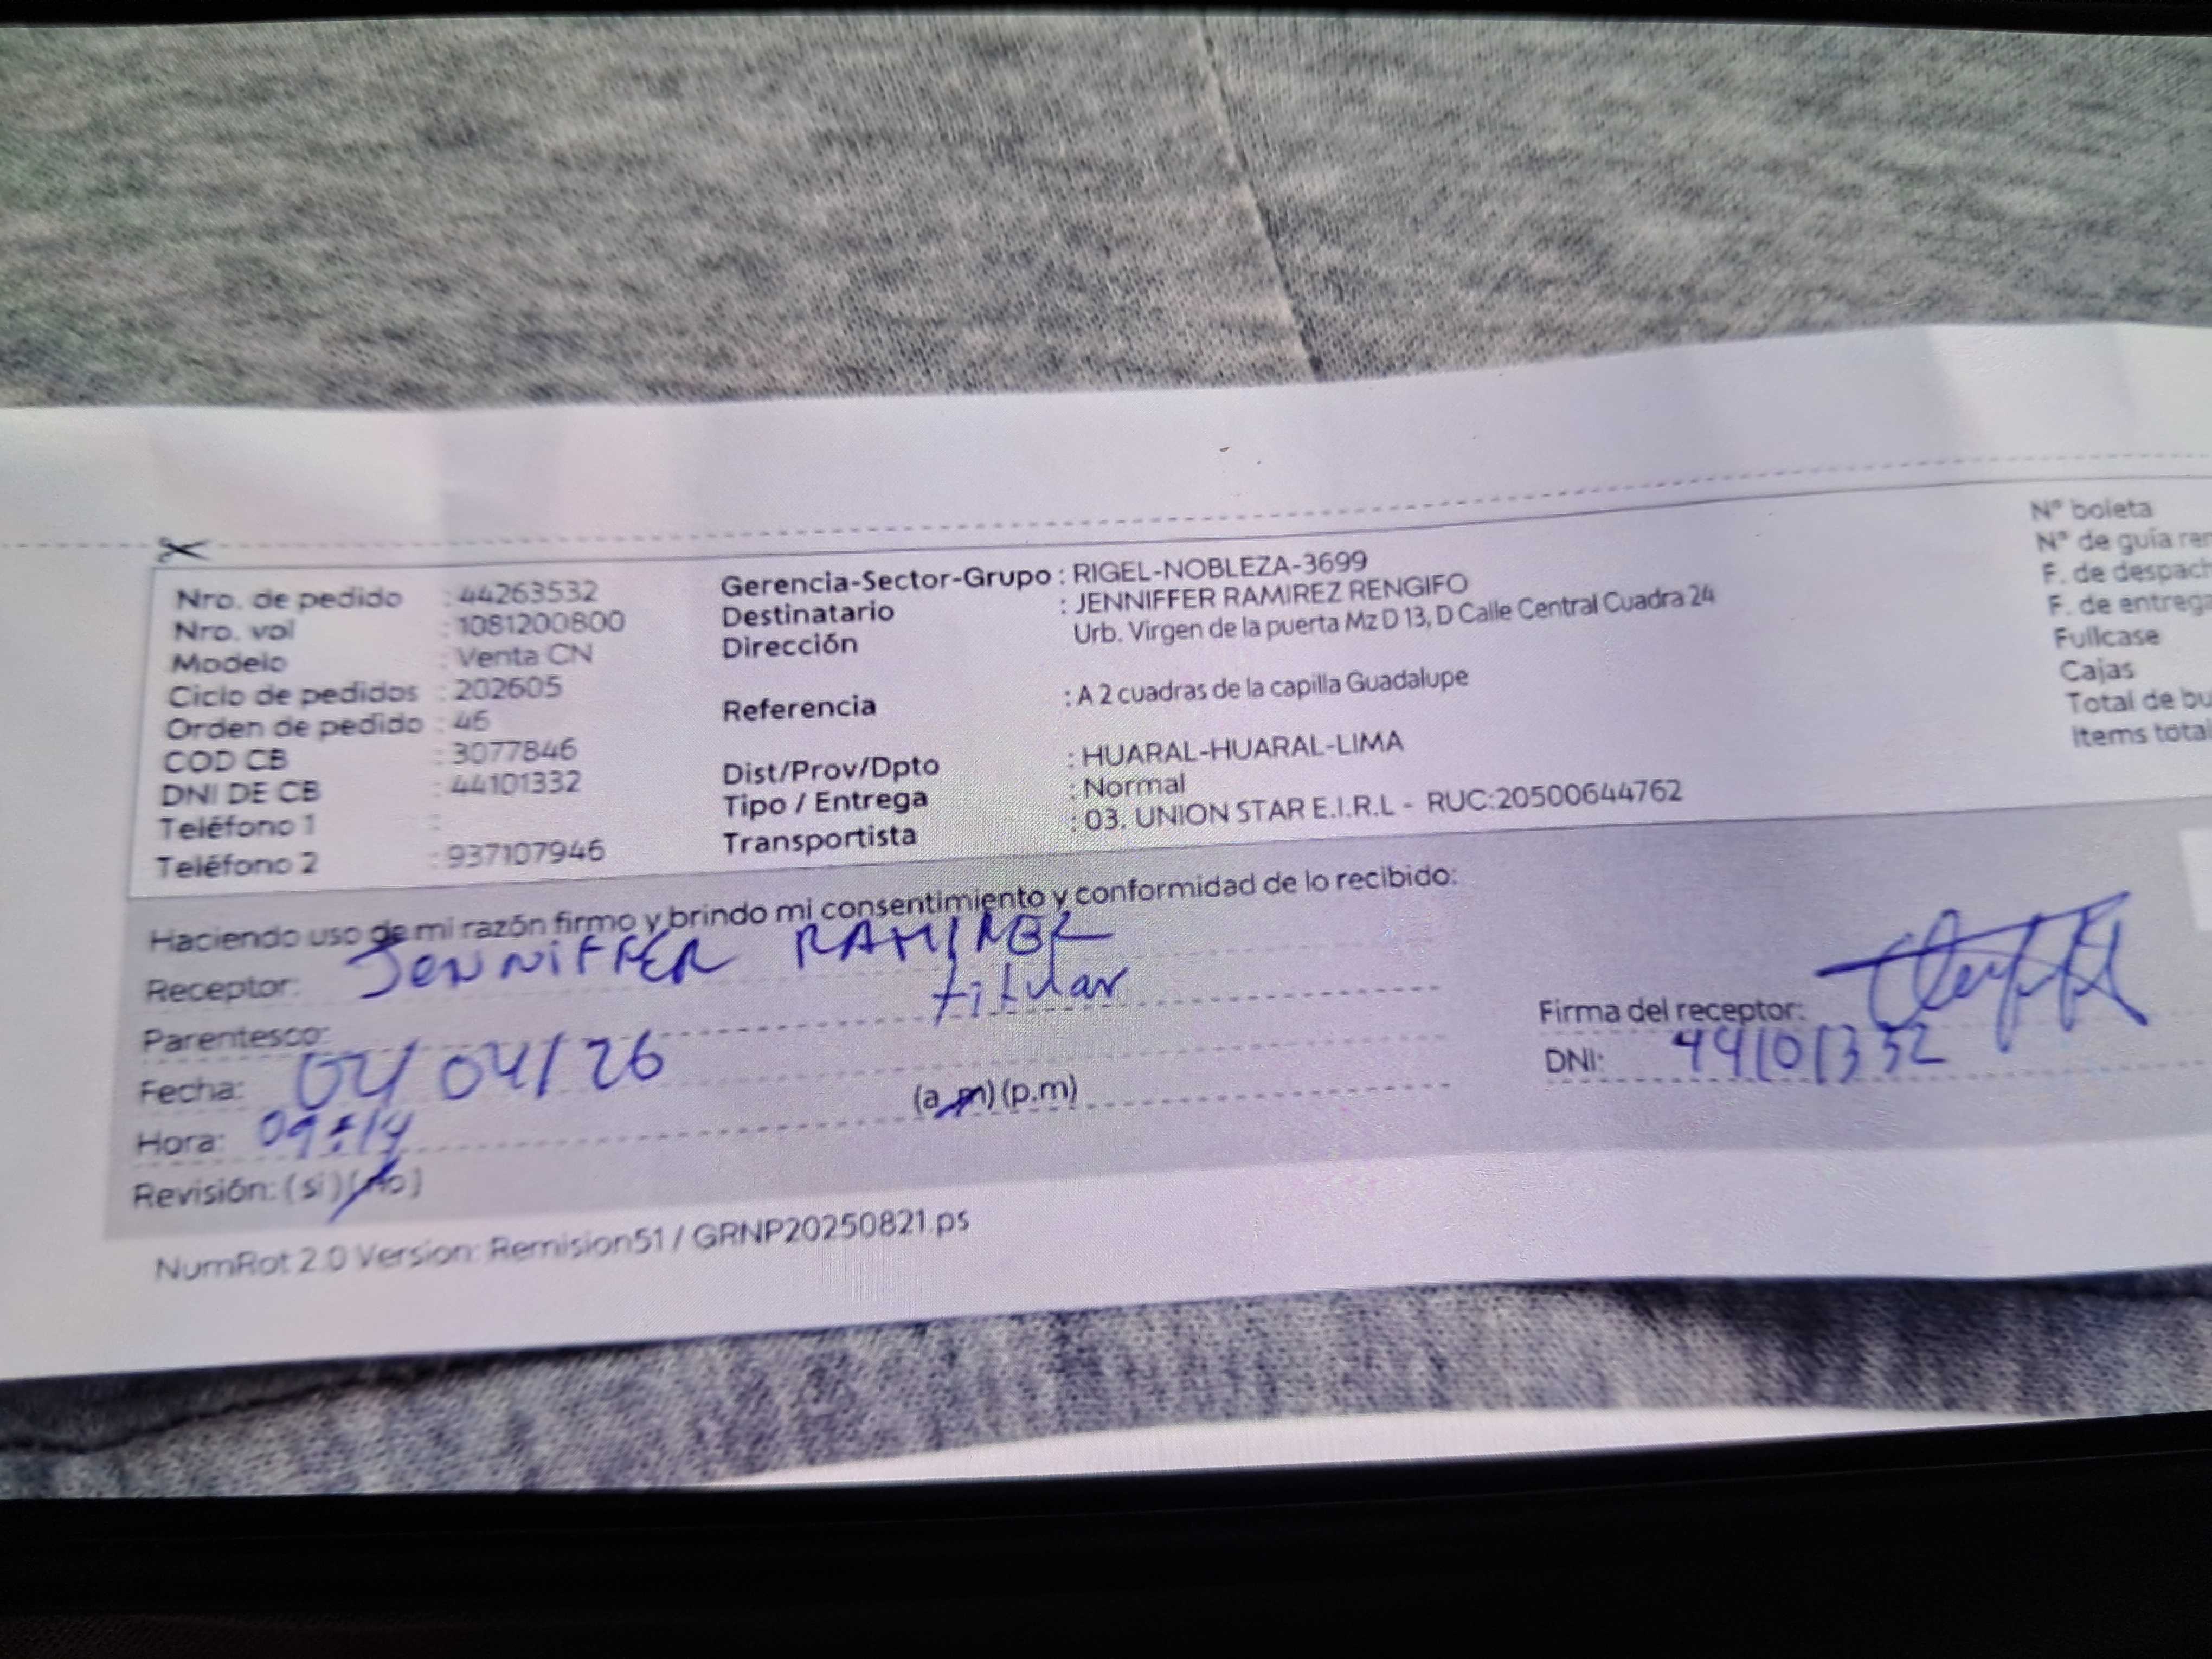 Nro. de pedido : 44263532
Nro. vol : 1081200800
Modelo : Venta CN
Ciclo de pedidos : 202605
Orden de pedido : 46
COD CB : 3077846
DNI DE CB : 44101332
Teléfono 1 :
Teléfono 2 : 937107946
Gerencia-Sector-Grupo : RIGEL-NOBLEZA-3699
Destinatario : JENNIFFER RAMIREZ RENGIFO
Dirección Urb. Virgen de la puerta Mz D 13, D Calle Central Cuadra 24
Referencia : A 2 cuadras de la capilla Guadalupe
Dist/Prov/Dpto : HUARAL-HUARAL-LIMA
Tipo / Entrega : Normal
Transportista : 03. UNION STAR E.I.R.L - RUC:20500644762
N° boleta
N° de guía
F. de
F. de
Fullcase
Cajas
Total de
Items
Haciendo uso de mi razón firmo y brindo mi consentimiento y conformidad de lo recibido:
Receptor: JENNIFFER RAMIREZ
Parentesco: titular
Fecha: 04/04/26
Hora: 09:14 (a.m) (p.m)
Revisión: (si) (no)
Firma del receptor:
DNI: 44101332
NumRot 2.0 Version: Remision51 / GRNP20250821.ps